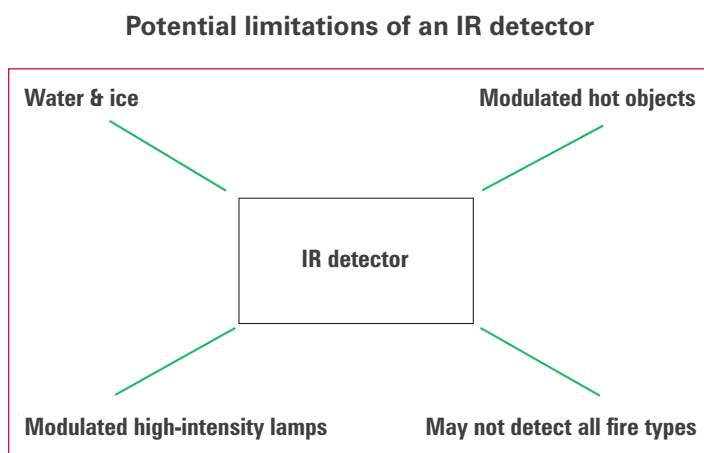 Potential limitations of an IR detector
Water & ice
Modulated hot objects
IR detector
Modulated high-intensity lamps
May not detect all fire types